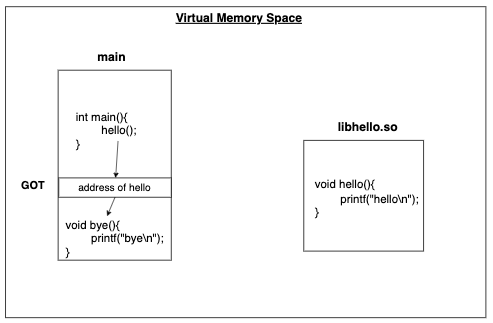 Virtual Memory Space
main
int main(){
hello();
}
GOT
address of hello
void bye(){
printf("bye\n");
}
libhello.so
void hello(){
printf("hello\n");
}